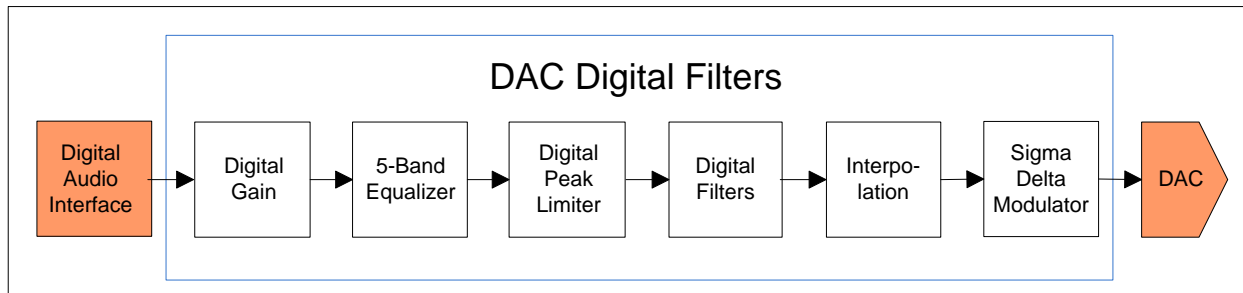 DAC Digital Filters
Digital
Audio
Interface
Digital
Gain
5-Band
Equalizer
Digital
Peak
Limiter
Digital
Filters
Interpo-
lation
Sigma
Delta
Modulator
DAC